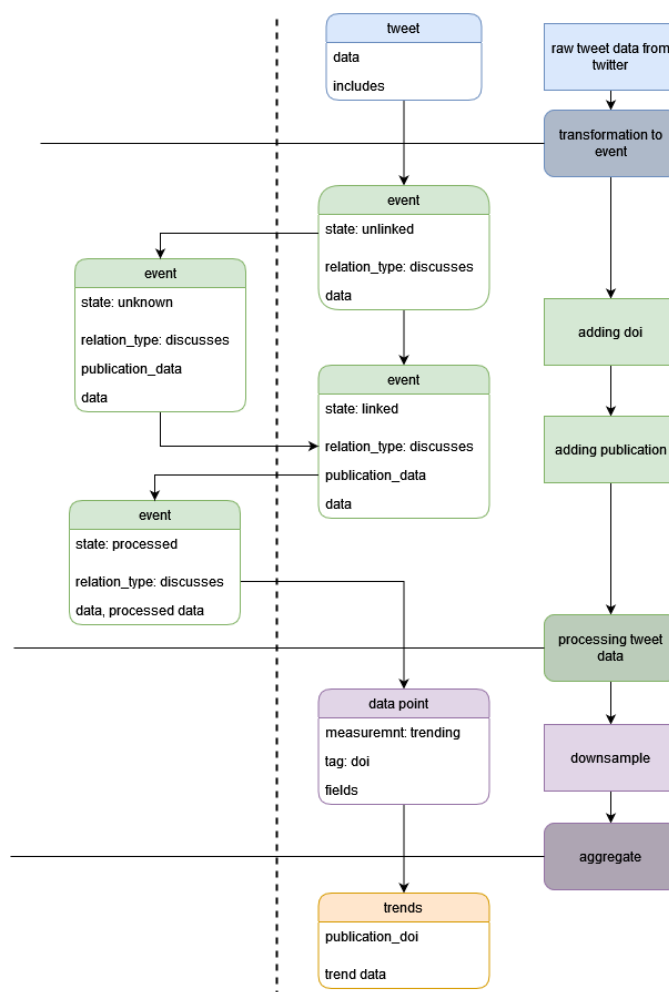 tweet
data
includes
raw tweet data from
twitter
transformation to
event
event
state: unlinked
relation_type: discusses
data
event
state: unknown
relation_type: discusses
publication_data
data
adding doi
event
state: linked
relation_type: discusses
publication_data
data
adding publication
event
state: processed
relation_type: discusses
data, processed data
processing tweet
data
data point
measuremnt: trending
tag: doi
fields
downsample
aggregate
trends
publication_doi
trend data